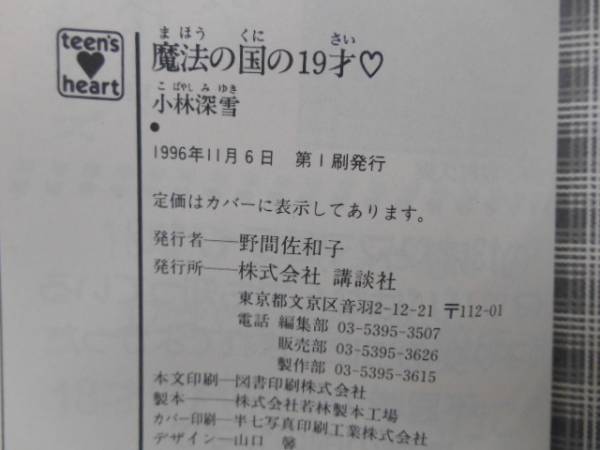 teen's
heart
ま ほう くに さい
魔法の国の19才♡
こ ばやし み ゆき
小林深雪
●
1996年11月6日 第1刷発行
定価はカバーに表示してあります。
発行者──野間佐和子
発行所──株式会社 講談社
東京都文京区音羽2-12-21 〒112-01
電話 編集部 03-5395-3507
販売部 03-5395-3626
製作部 03-5395-3615
本文印刷─図書印刷株式会社
製本───株式会社若林製本工場
カバー印刷─半七写真印刷工業株式会社
デザイン─山口 馨